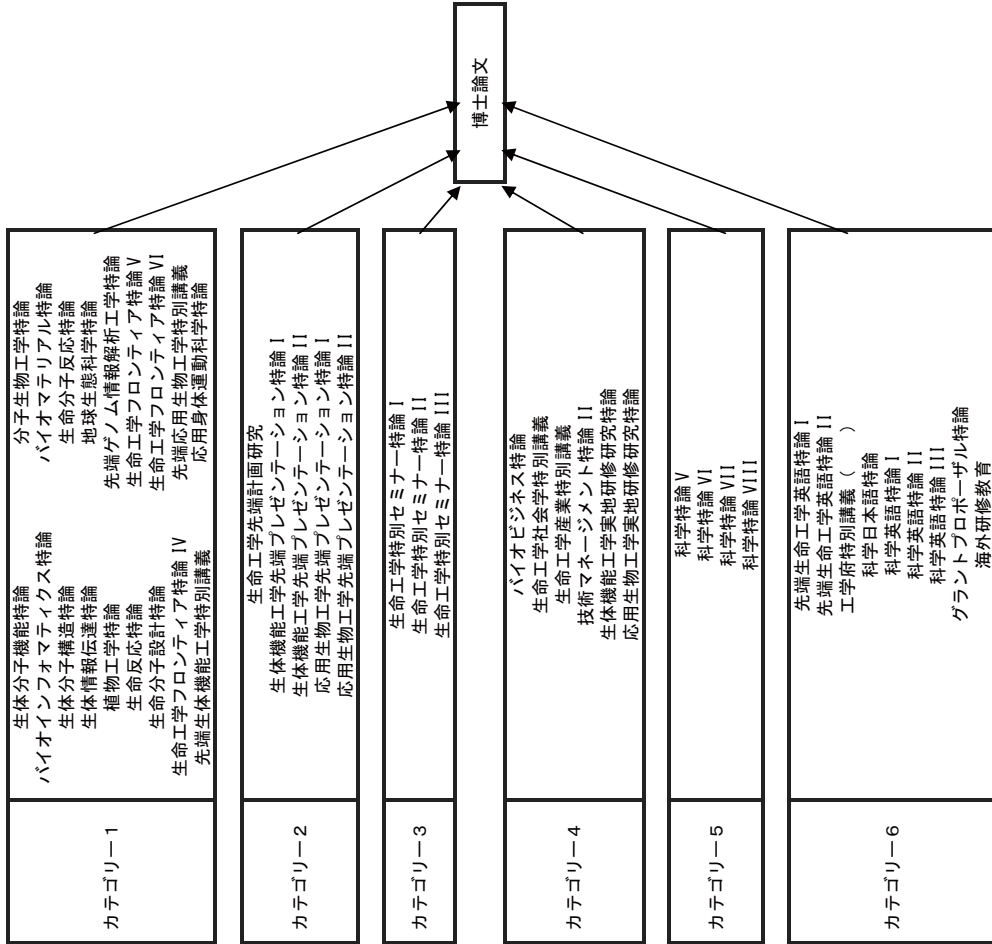 カテゴリー１
生体分子機能特論
バイオインフォマティクス特論
生体分子構造特論
生体情報伝達特論
植物工学特論
生命反応特論
生命分子設計特論
生命工学フロンティア特論 IV
先端生体機能工学特別講義
分子生物工学特論
バイオマテリアル特論
生命分子反応特論
地球生態科学特論
先端ゲノム情報解析工学特論
生命工学フロンティア特論 V
生命工学フロンティア特論 VI
先端応用生物工学特別講義
応用身体運動科学特論
カテゴリー２
生命工学先端計画研究
生体機能工学先端プレゼンテーション特論 I
生体機能工学先端プレゼンテーション特論 II
応用生物工学先端プレゼンテーション特論 I
応用生物工学先端プレゼンテーション特論 II
カテゴリー３
生命工学特別セミナー特論 I
生命工学特別セミナー特論 II
生命工学特別セミナー特論 III
カテゴリー４
バイオビジネス特論
生命工学社会学特別講義
生命工学産業特別講義
技術マネージメント特論 II
生体機能工学実地研修研究特論
応用生物工学実地研修研究特論
カテゴリー５
科学特論 V
科学特論 VI
科学特論 VII
科学特論 VIII
カテゴリー６
先端生命工学英語特論 I
先端生命工学英語特論 II
工学府特別講義（　　）
科学日本語特論
科学英語特論 I
科学英語特論 II
科学英語特論 III
グラントプロポーザル特論
海外研修教育
博士論文